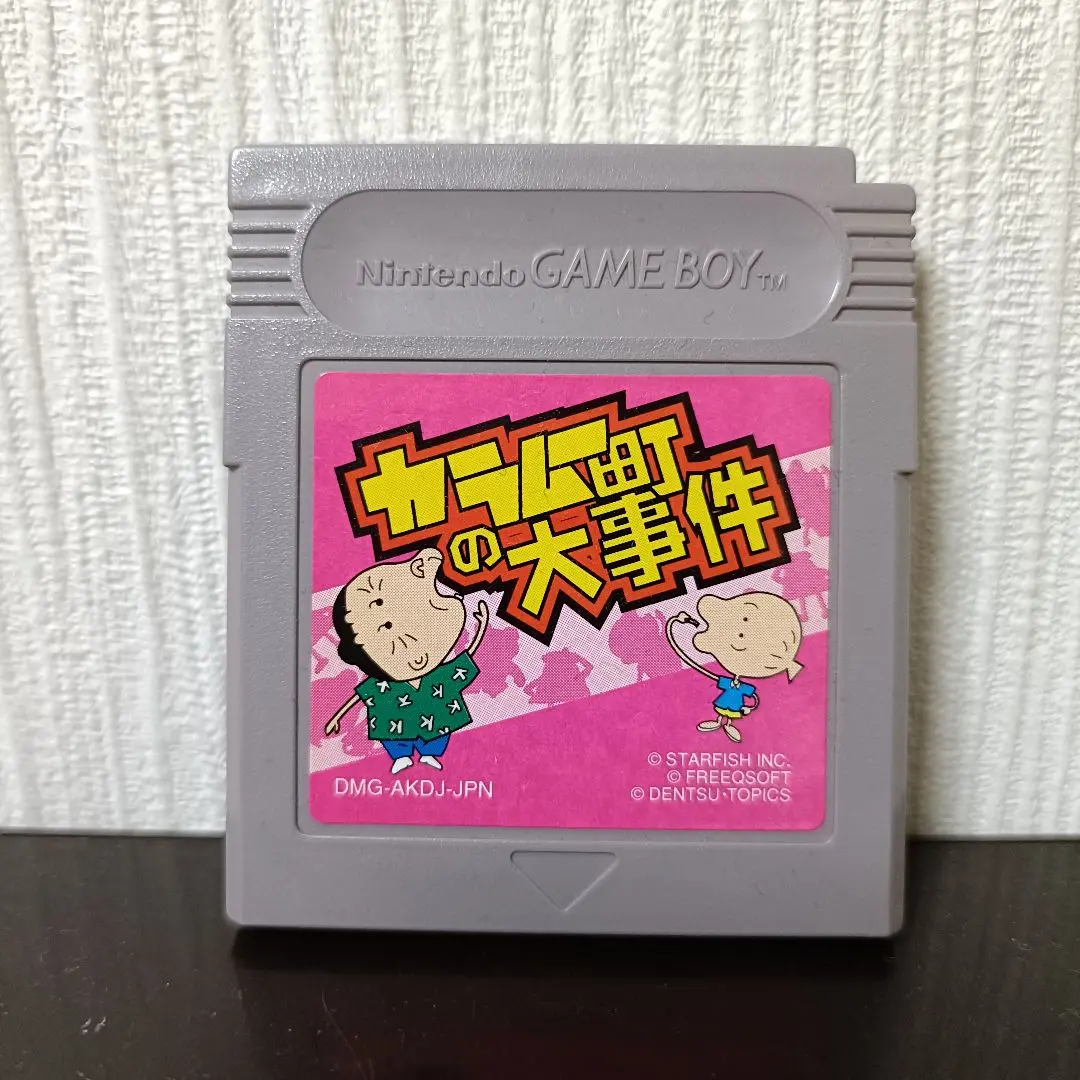 Nintendo GAME BOY TM
カラムー町
の大事件
DMG-AKDJ-JPN
© STARFISH INC.
© FREEQSOFT
© DENTSU・TOPICS